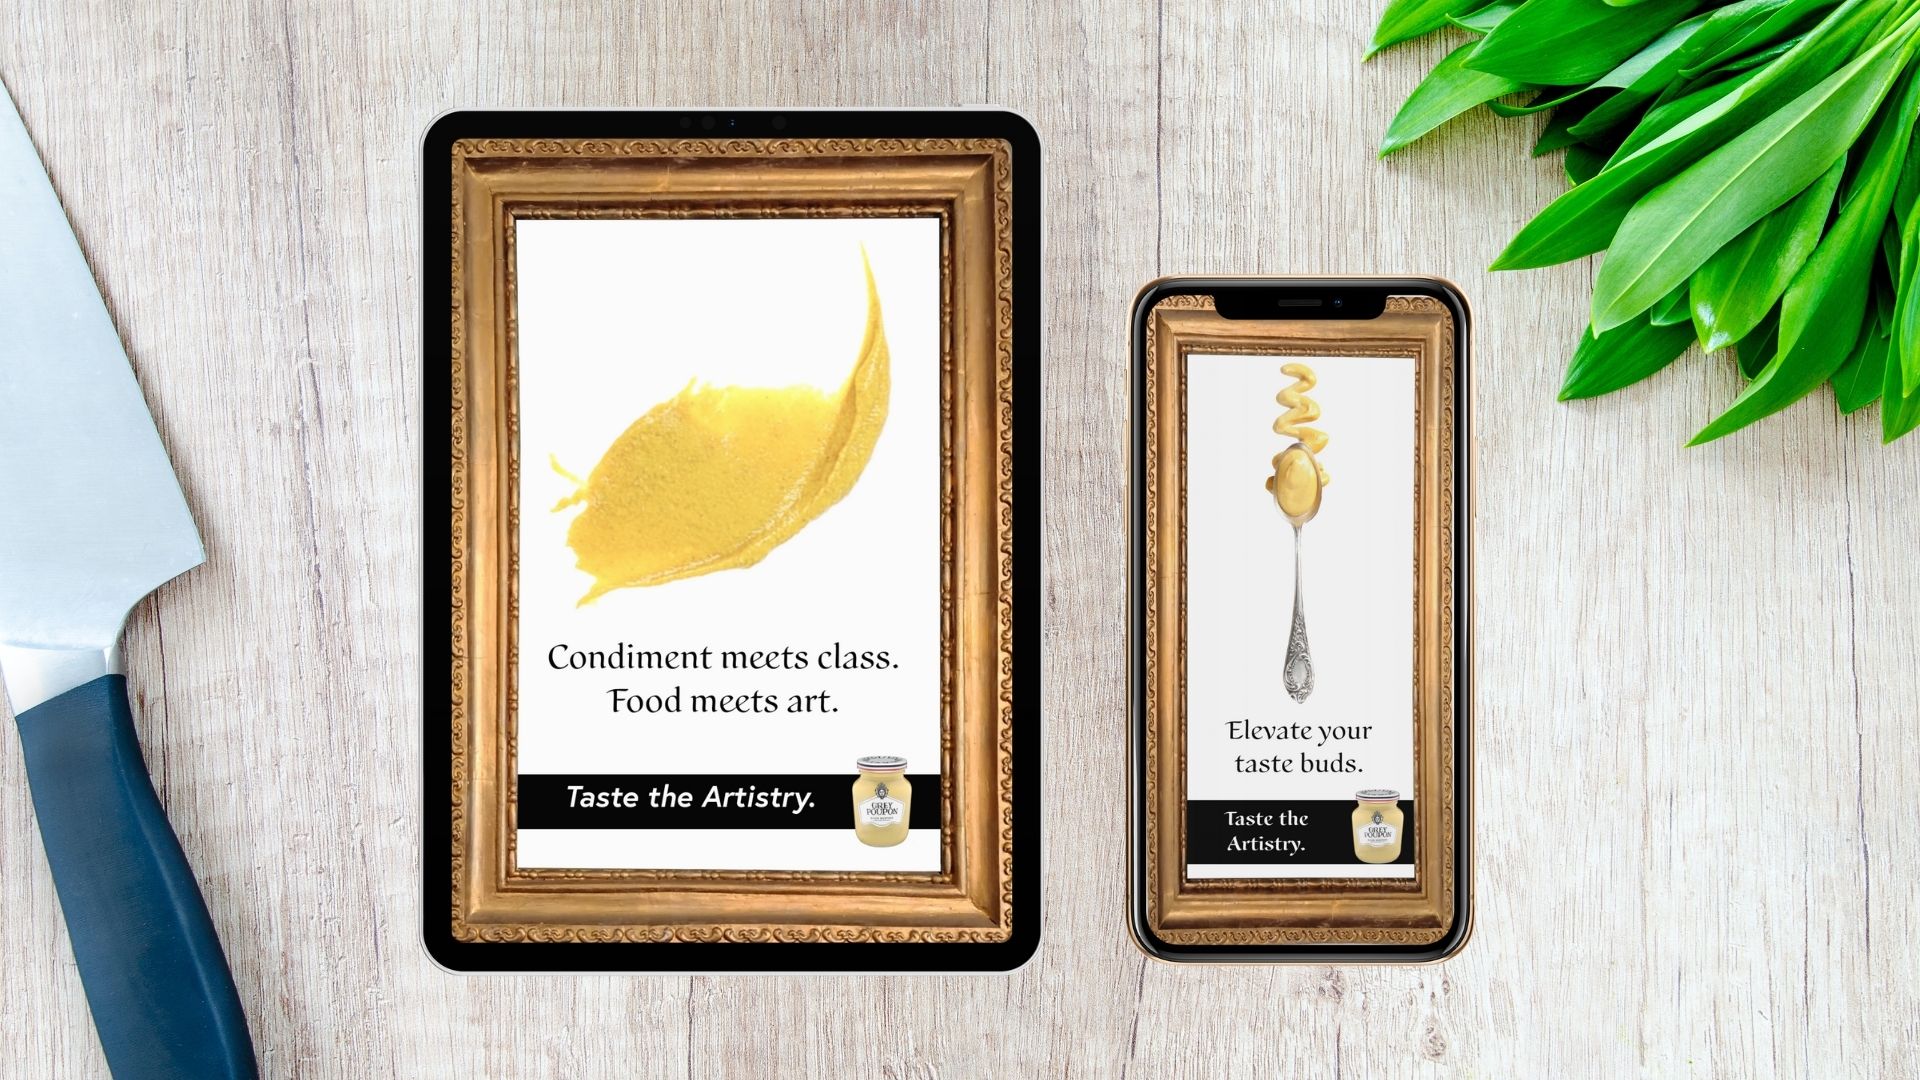 Condiment meets class.
Food meets art.
Taste the Artistry.
GREY
POUPON
Elevate your
taste buds.
Taste the
Artistry.
GREY
POUPON